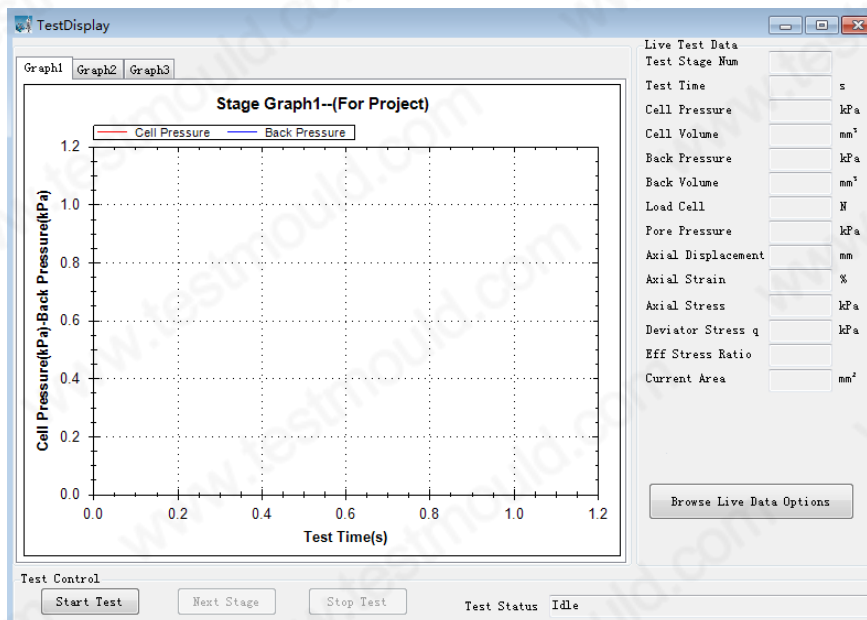 TestDisplay
Graph1 Graph2 Graph3
Stage Graph1--(For Project)
Cell Pressure Back Pressure
Cell Pressure(kPa)-Back Pressure(kPa)
1.2
1.0
0.8
0.6
0.4
0.2
0.0
0.0 0.2 0.4 0.6 0.8 1.0 1.2
Test Time(s)
Live Test Data
Test Stage Num
Test Time s
Cell Pressure kPa
Cell Volume mm³
Back Pressure kPa
Back Volume mm³
Load Cell N
Pore Pressure kPa
Axial Displacement mm
Axial Strain %
Axial Stress kPa
Deviator Stress q kPa
Eff Stress Ratio
Current Area mm²
Browse Live Data Options
Test Control
Start Test Next Stage Stop Test Test Status Idle
www.testmould.com